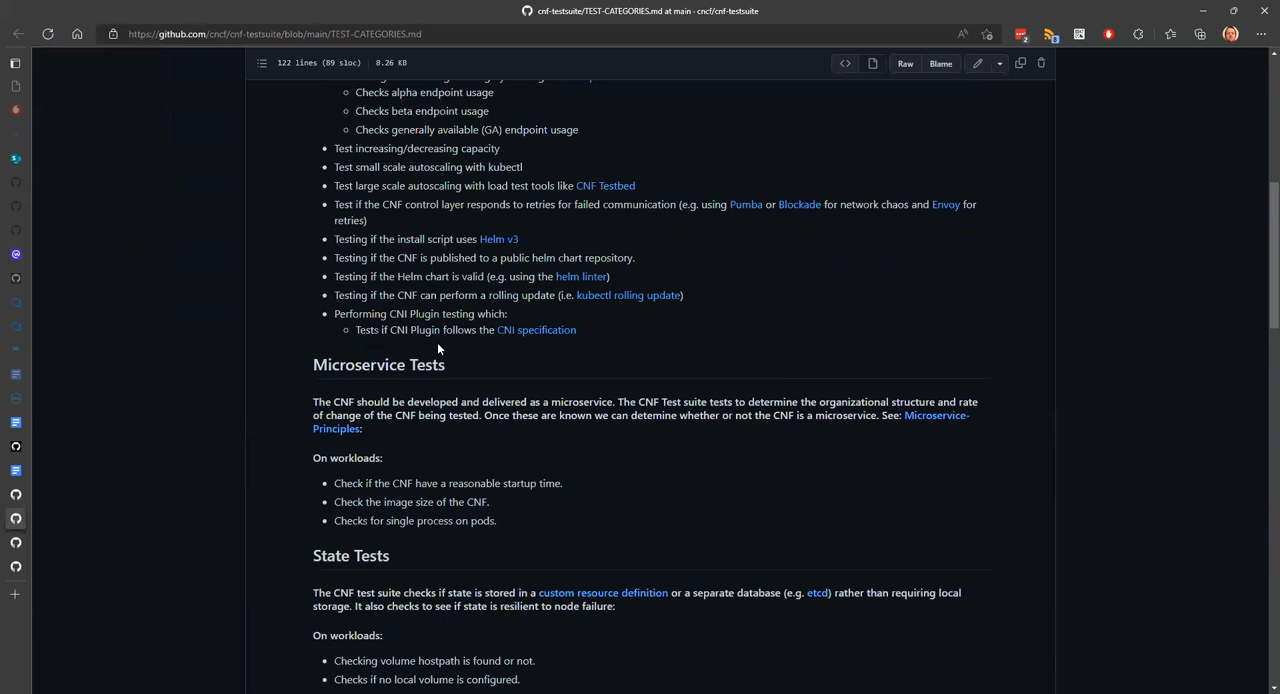 cnf-testsuite/TEST-CATEGORIES.md at main · cncf/cnf-testsuite
https://github.com/cncf/cnf-testsuite/blob/main/TEST-CATEGORIES.md
122 lines (89 sloc) 8.26 KB
Raw Blame
Checks alpha endpoint usage
Checks beta endpoint usage
Checks generally available (GA) endpoint usage
Test increasing/decreasing capacity
Test small scale autoscaling with kubectl
Test large scale autoscaling with load test tools like CNF Testbed
Test if the CNF control layer responds to retries for failed communication (e.g. using Pumba or Blockade for network chaos and Envoy for
retries)
Testing if the install script uses Helm v3
Testing if the CNF is published to a public helm chart repository.
Testing if the Helm chart is valid (e.g. using the helm linter)
Testing if the CNF can perform a rolling update (i.e. kubectl rolling update)
Performing CNI Plugin testing which:
Tests if CNI Plugin follows the CNI specification
Microservice Tests
The CNF should be developed and delivered as a microservice. The CNF Test suite tests to determine the organizational structure and rate
of change of the CNF being tested. Once these are known we can detemine whether or not the CNF is a microservice. See: Microservice-
Principles:
On workloads:
Check if the CNF have a reasonable startup time.
Check the image size of the CNF.
Checks for single process on pods.
State Tests
The CNF test suite checks if state is stored in a custom resource definition or a separate database (e.g. etcd) rather than requiring local
storage. It also checks to see if state is resilient to node failure:
On workloads:
Checking volume hostpath is found or not.
Checks if no local volume is configured.